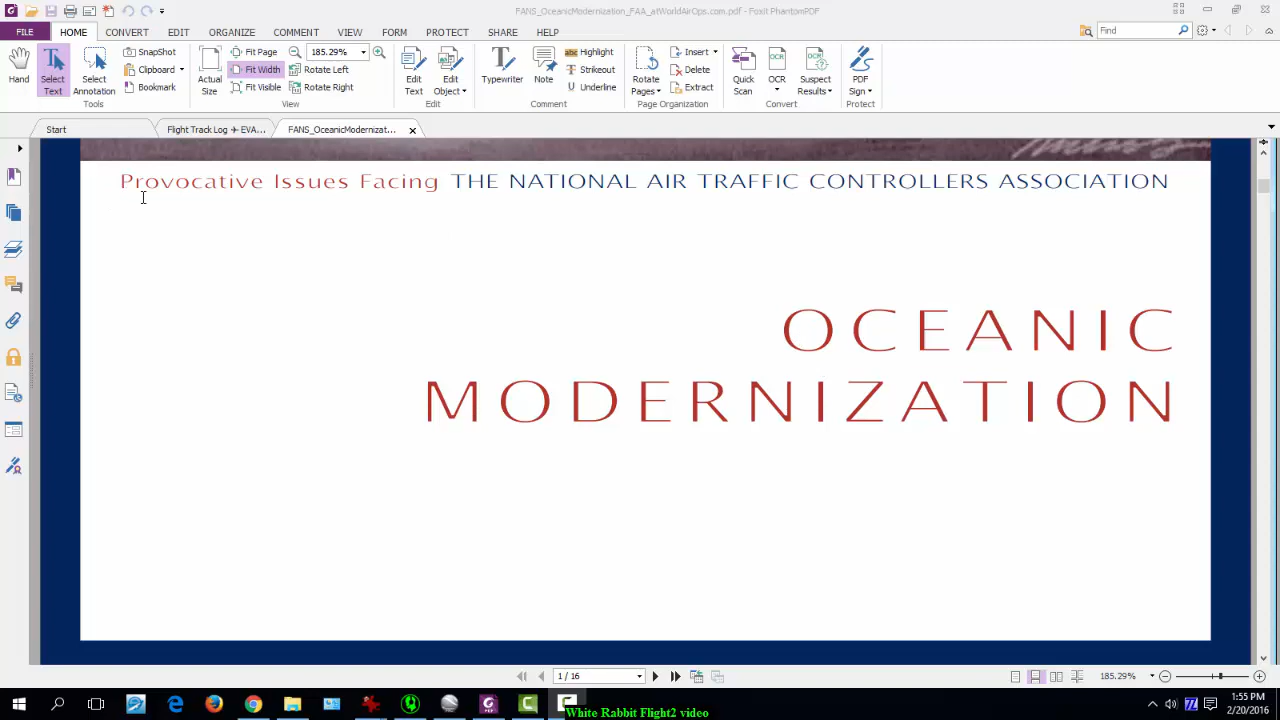 FANS_OceanicModernization_FAA_atWorldAirOps.com.pdf - Foxit PhantomPDF
FILE HOME CONVERT EDIT ORGANIZE COMMENT VIEW FORM PROTECT SHARE HELP Find
Hand
Select Text
Select Annotation
SnapShot
Clipboard
Bookmark
Tools
Actual Size
Fit Page
Fit Width
Fit Visible
185.29%
Rotate Left
Rotate Right
View
Edit Text
Edit Object
Edit
Typewriter
Note
Highlight
Strikeout
Underline
Comment
Rotate Pages
Insert
Delete
Extract
Page Organization
Quick Scan
OCR
OCR
OCR
Suspect Results
Convert
PDF Sign
Protect
Start Flight Track Log ✈ EVA... FANS_OceanicModernizat...
Provocative Issues Facing THE NATIONAL AIR TRAFFIC CONTROLLERS ASSOCIATION
OCEANIC
MODERNIZATION
1 / 16 185.29%
1:55 PM
2/20/2016
White Rabbit Flight2 video